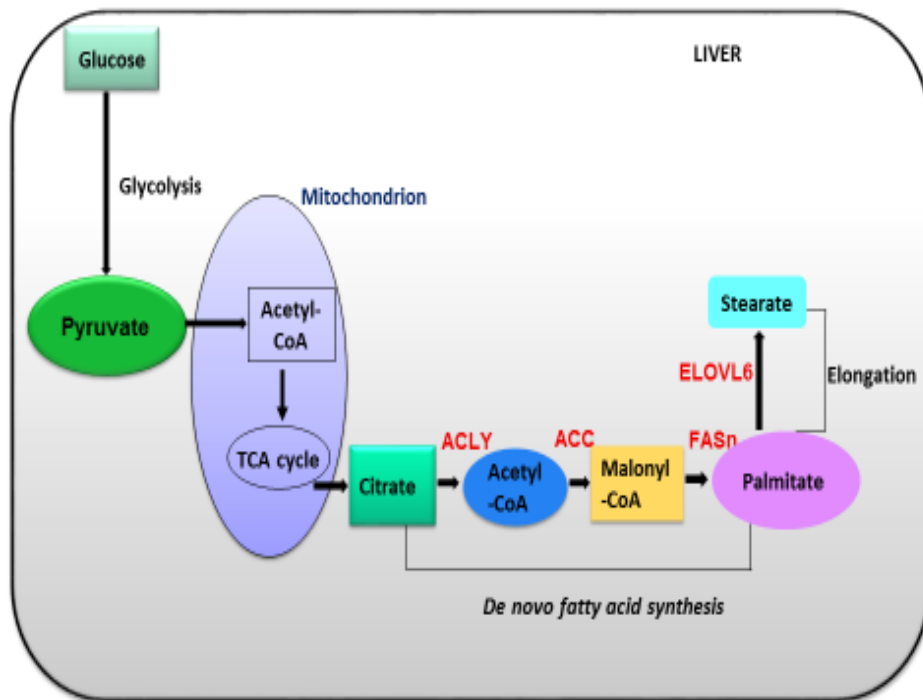 Glucose
LIVER
Glycolysis
Mitochondrion
Pyruvate
Acetyl-
CoA
TCA cycle
Citrate
ACLY
Acetyl
-CoA
ACC
Malonyl
-CoA
FASn
Palmitate
ELOVL6
Stearate
Elongation
De novo fatty acid synthesis